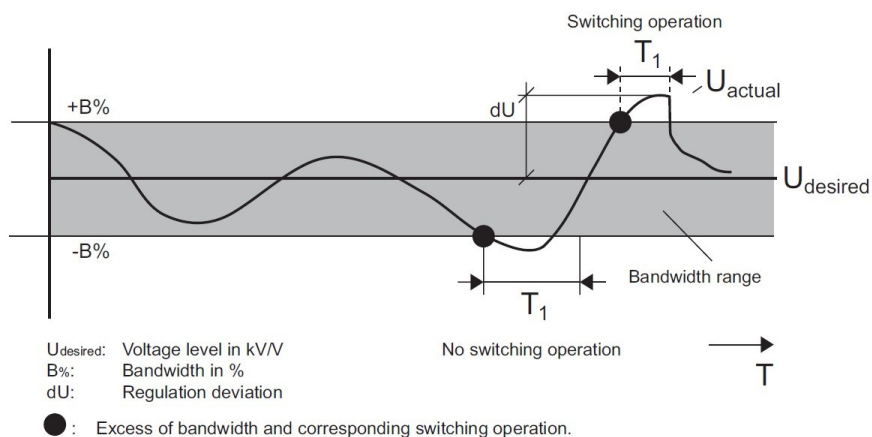 Switching operation
T1
Uactual
dU
+B%
Udesired
-B%
Bandwidth range
T1
No switching operation
T
Udesired: Voltage level in kV/V
B%: Bandwidth in %
dU: Regulation deviation
: Excess of bandwidth and corresponding switching operation.